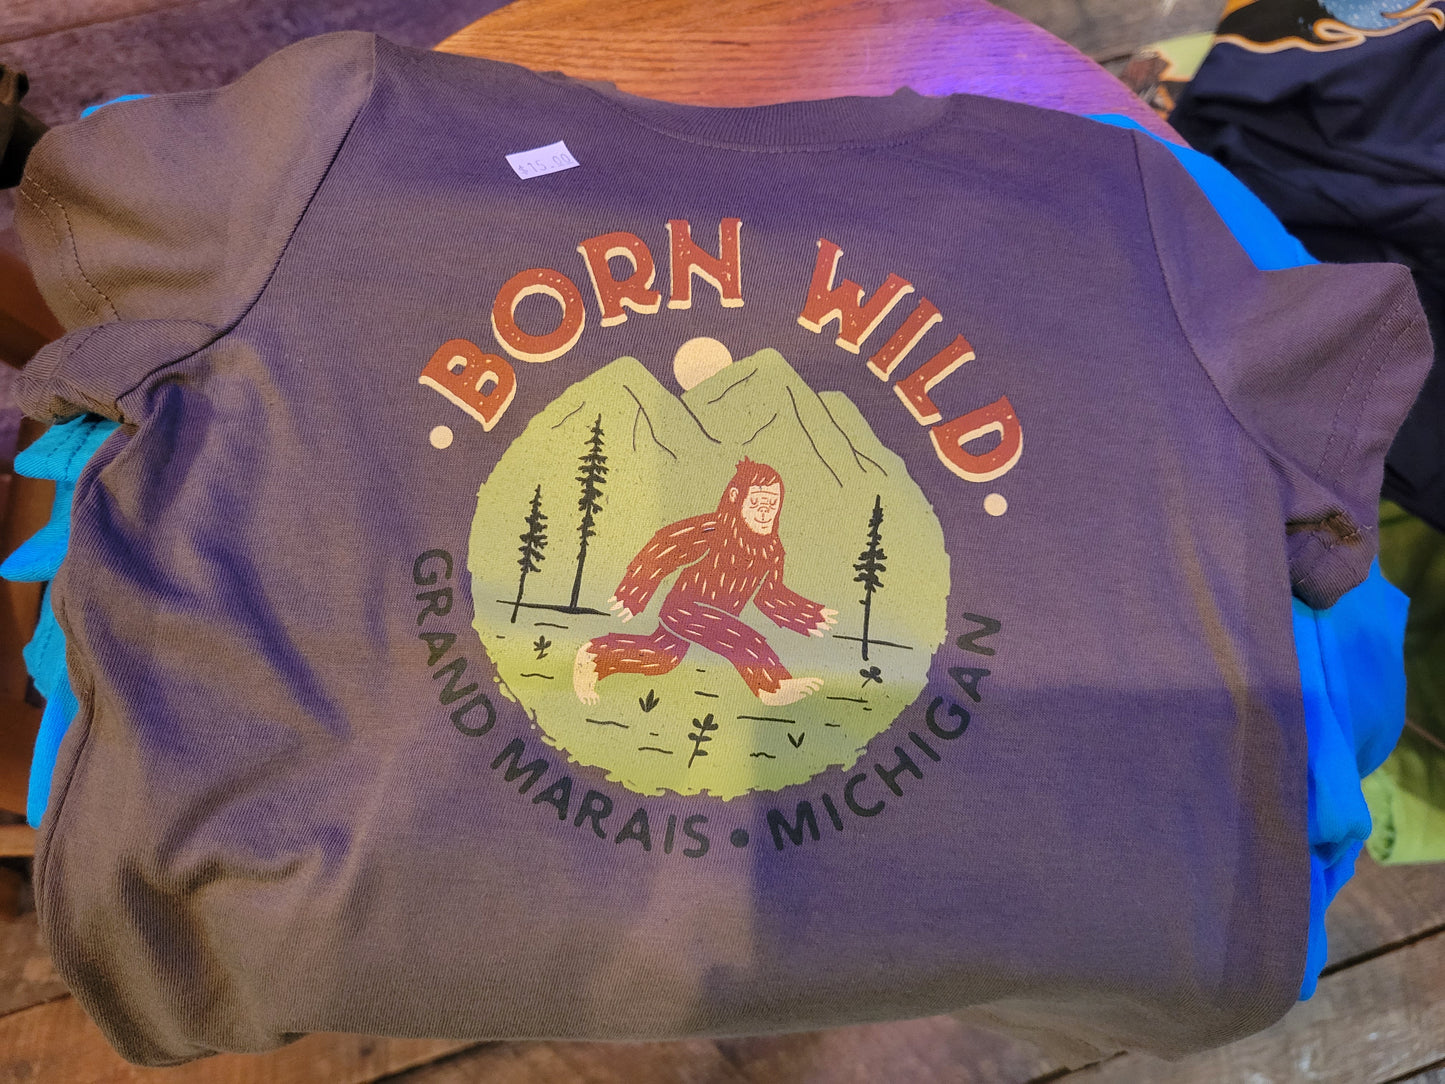 $15.00
BORN WILD
GRAND MARAIS • MICHIGAN